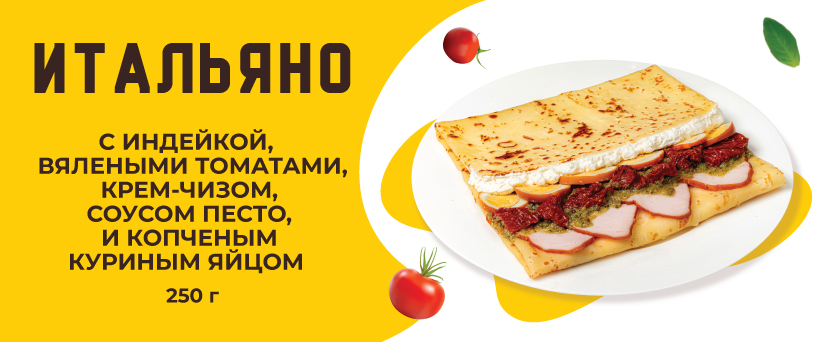 ИТАЛЬЯНО
С ИНДЕЙКОЙ,
ВЯЛЕНЫМИ ТОМАТАМИ,
КРЕМ-ЧИЗОМ,
СОУСОМ ПЕСТО,
И КОПЧЕНЫМ
КУРИНЫМ ЯЙЦОМ
250 г